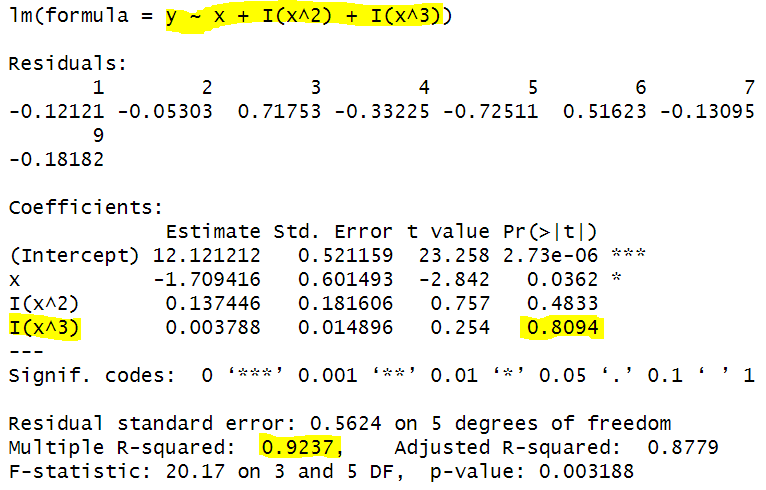 lm(formula = y ~ x + I(x^2) + I(x^3))
Residuals:
1 2 3 4 5 6 7
-0.12121 -0.05303 0.71753 -0.33225 -0.72511 0.51623 -0.13095
9
-0.18182
Coefficients:
Estimate Std. Error t value Pr(>|t|)
(Intercept) 12.121212 0.521159 23.258 2.73e-06 ***
x -1.709416 0.601493 -2.842 0.0362 *
I(x^2) 0.137446 0.181606 0.757 0.4833
I(x^3) 0.003788 0.014896 0.254 0.8094
---
Signif. codes: 0 ‘***’ 0.001 ‘**’ 0.01 ‘*’ 0.05 ‘.’ 0.1 ‘ ’ 1
Residual standard error: 0.5624 on 5 degrees of freedom
Multiple R-squared: 0.9237, Adjusted R-squared: 0.8779
F-statistic: 20.17 on 3 and 5 DF, p-value: 0.003188